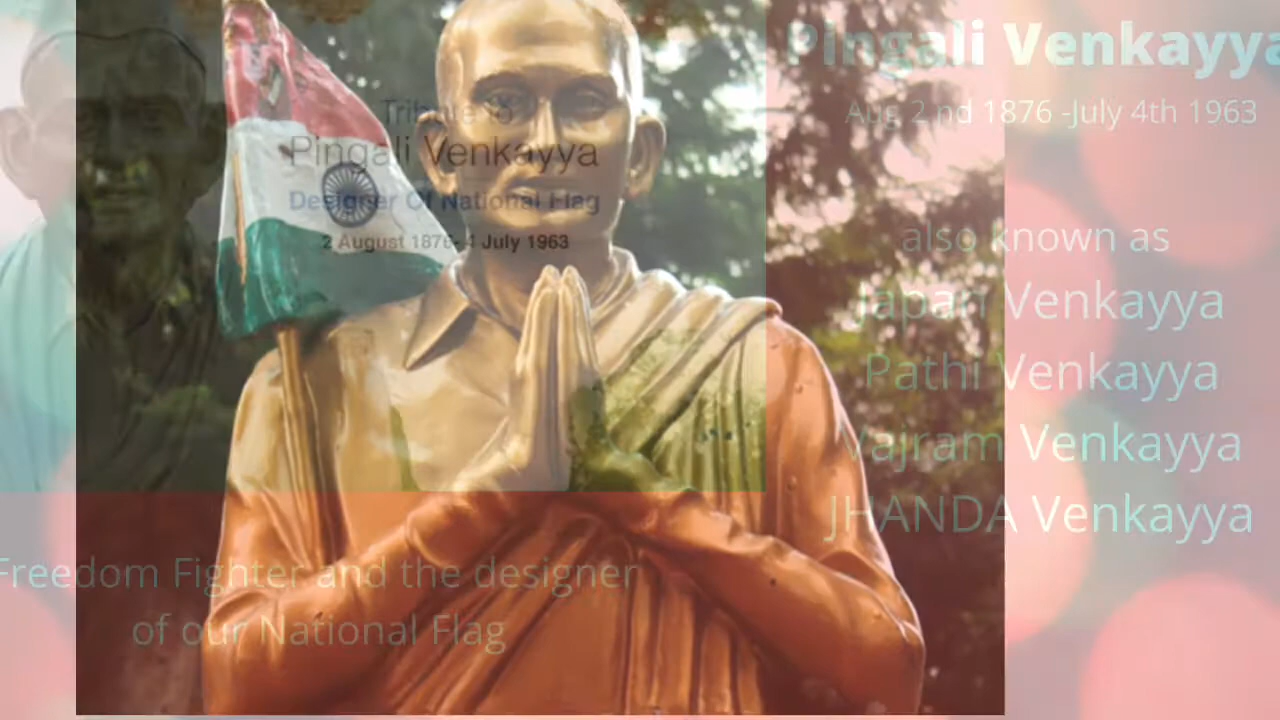 Pingali Venkayya
Aug 2 nd 1876 -July 4th 1963
Tribute To
Pingali Venkayya
Designer Of National Flag
2 August 1876- 4 July 1963
also known as
Japan Venkayya
Pathi Venkayya
Vajram Venkayya
JHANDA Venkayya
Freedom Fighter and the designer
of our National Flag